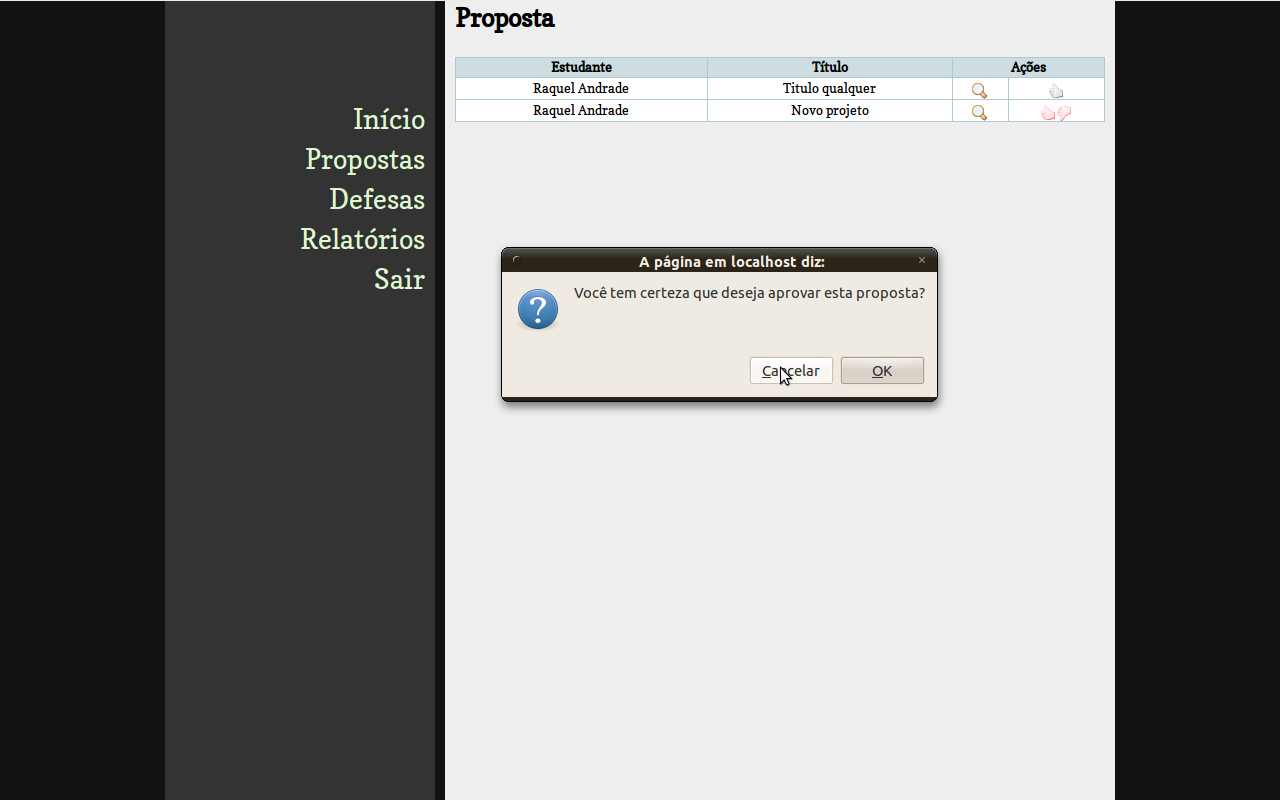 Proposta
Estudante Título Ações
Raquel Andrade Titulo qualquer
Raquel Andrade Novo projeto
Início
Propostas
Defesas
Relatórios
Sair
A página em localhost diz:
Você tem certeza que deseja aprovar esta proposta?
Cancelar OK